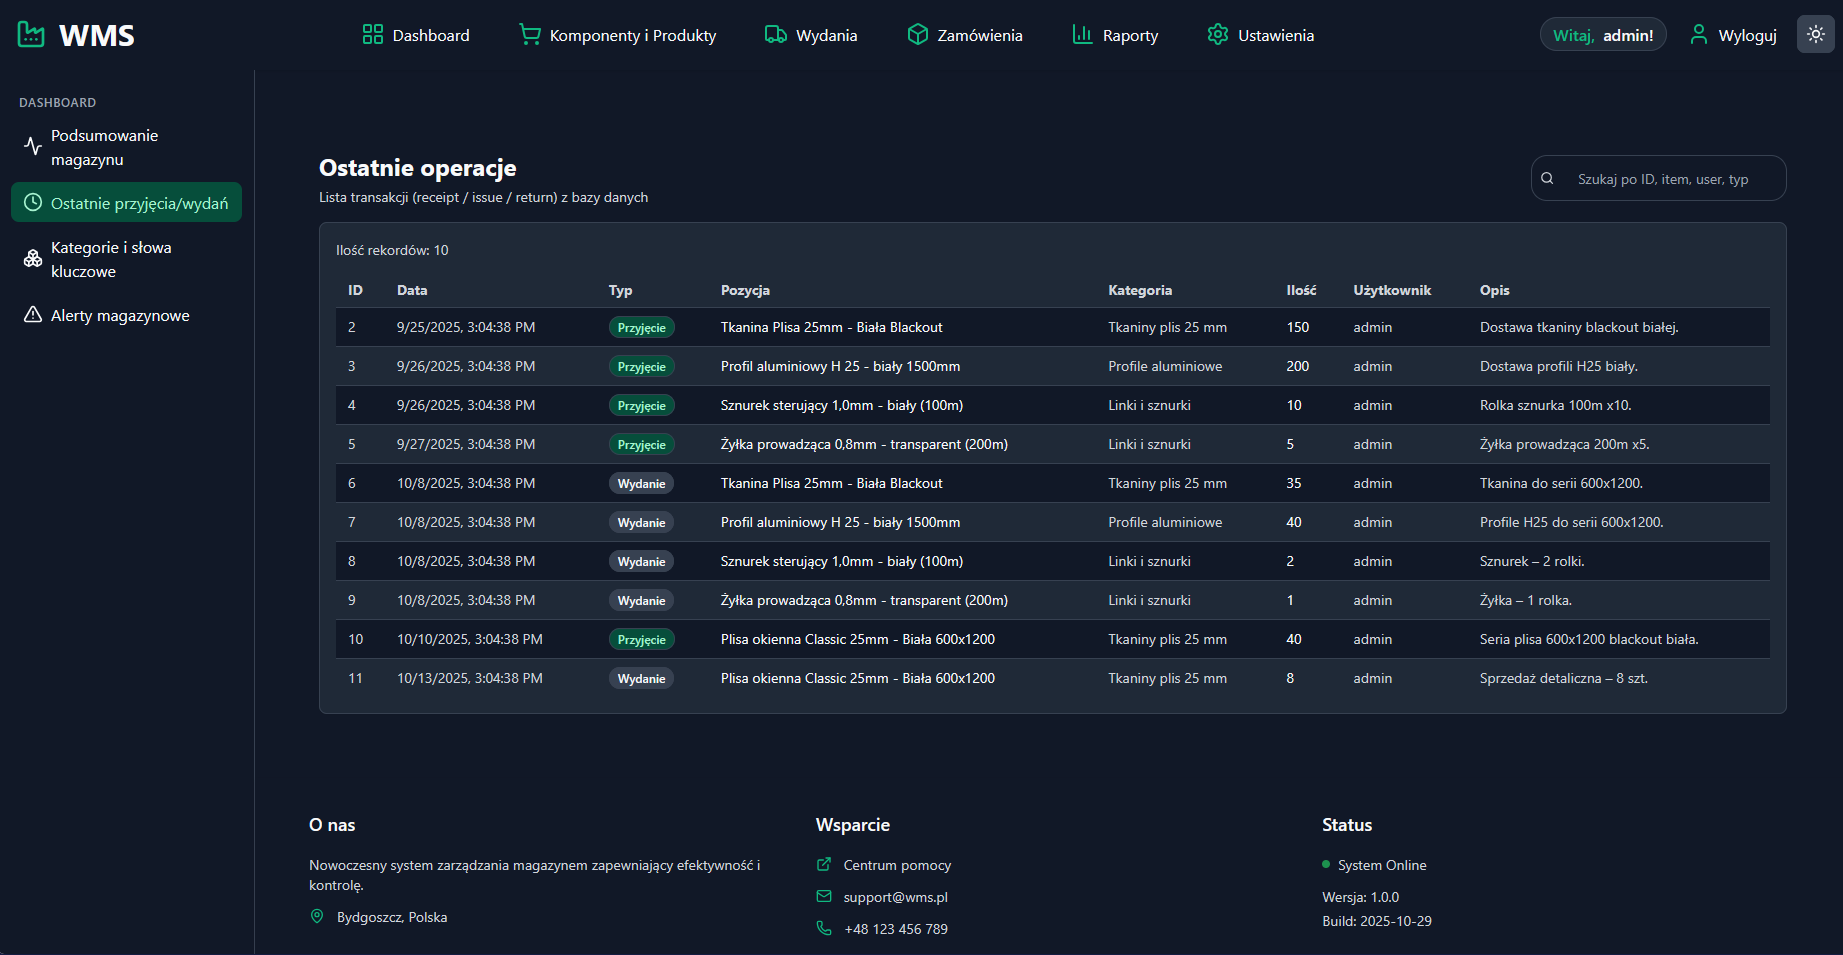 WMS
Dashboard
Komponenty i Produkty
Wydania
Zamówienia
Raporty
Ustawienia
Witaj, admin!
Wyloguj
DASHBOARD
Podsumowanie
magazynu
Ostatnie przyjęcia/wydań
Kategorie i słowa
kluczowe
Alerty magazynowe
Ostatnie operacje
Lista transakcji (receipt / issue / return) z bazy danych
Szukaj po ID, item, user, typ
Ilość rekordów: 10
ID Data Typ Pozycja Kategoria Ilość Użytkownik Opis
2 9/25/2025, 3:04:38 PM Przyjęcie Tkanina Plisa 25mm - Biała Blackout Tkaniny plis 25 mm 150 admin Dostawa tkaniny blackout białej.
3 9/26/2025, 3:04:38 PM Przyjęcie Profil aluminiowy H 25 - biały 1500mm Profile aluminiowe 200 admin Dostawa profili H25 biały.
4 9/26/2025, 3:04:38 PM Przyjęcie Sznurek sterujący 1,0mm - biały (100m) Linki i sznurki 10 admin Rolka sznurka 100m x10.
5 9/27/2025, 3:04:38 PM Przyjęcie Żyłka prowadząca 0,8mm - transparent (200m) Linki i sznurki 5 admin Żyłka prowadząca 200m x5.
6 10/8/2025, 3:04:38 PM Wydanie Tkanina Plisa 25mm - Biała Blackout Tkaniny plis 25 mm 35 admin Tkanina do serii 600x1200.
7 10/8/2025, 3:04:38 PM Wydanie Profil aluminiowy H 25 - biały 1500mm Profile aluminiowe 40 admin Profile H25 do serii 600x1200.
8 10/8/2025, 3:04:38 PM Wydanie Sznurek sterujący 1,0mm - biały (100m) Linki i sznurki 2 admin Sznurek – 2 rolki.
9 10/8/2025, 3:04:38 PM Wydanie Żyłka prowadząca 0,8mm - transparent (200m) Linki i sznurki 1 admin Żyłka – 1 rolka.
10 10/10/2025, 3:04:38 PM Przyjęcie Plisa okienna Classic 25mm - Biała 600x1200 Tkaniny plis 25 mm 40 admin Seria plisa 600x1200 blackout biała.
11 10/13/2025, 3:04:38 PM Wydanie Plisa okienna Classic 25mm - Biała 600x1200 Tkaniny plis 25 mm 8 admin Sprzedaż detaliczna – 8 szt.
O nas
Nowoczesny system zarządzania magazynem zapewniający efektywność i
kontrolę.
Bydgoszcz, Polska
Wsparcie
Centrum pomocy
support@wms.pl
+48 123 456 789
Status
System Online
Wersja: 1.0.0
Build: 2025-10-29